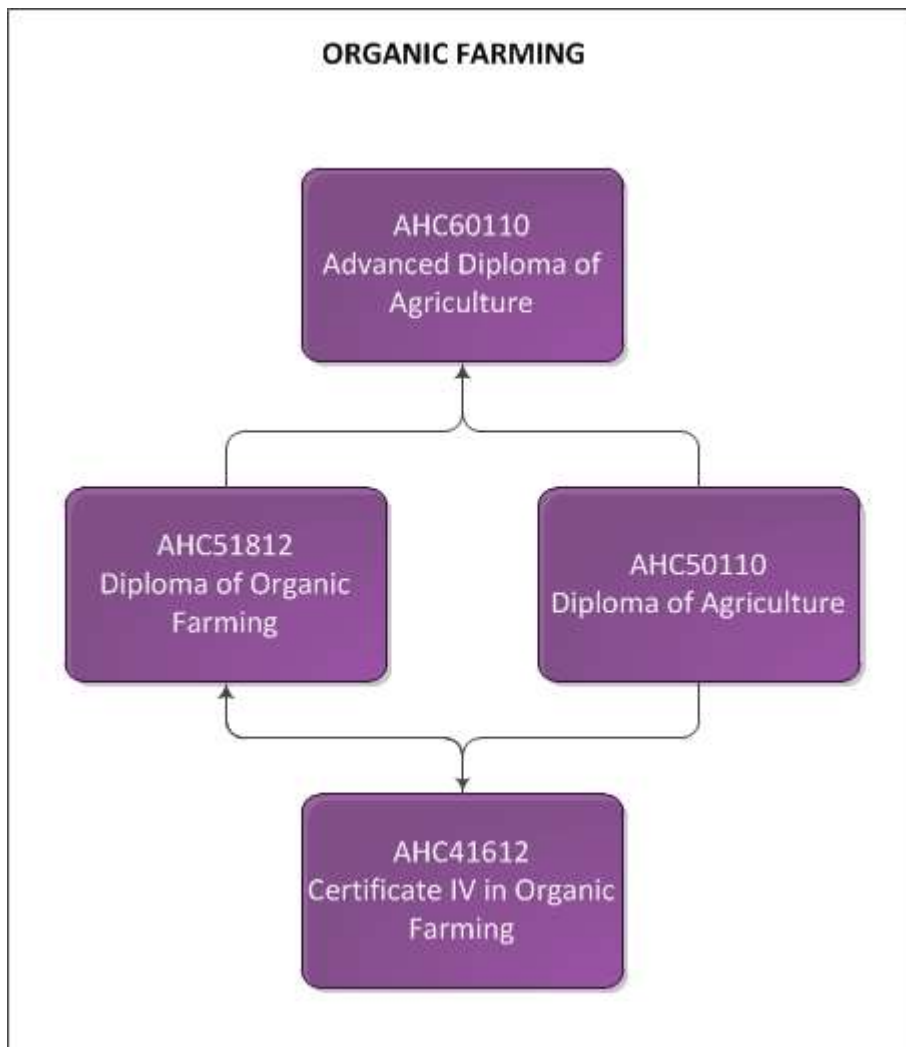 ORGANIC FARMING
AHC60110
Advanced Diploma of
Agriculture
AHC51812
Diploma of Organic
Farming
AHC50110
Diploma of Agriculture
AHC41612
Certificate IV in Organic
Farming